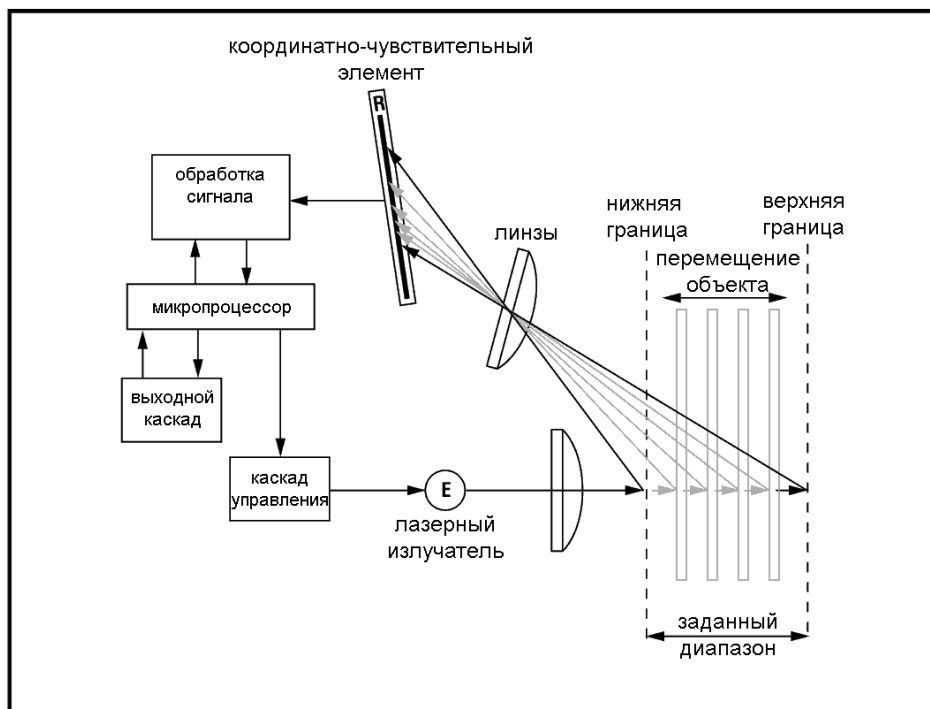 координатно-чувствительный
элемент
R
обработка
сигнала
линзы
нижняя
граница
верхняя
граница
перемещение
объекта
микропроцессор
выходной
каскад
каскад
управления
E
лазерный
излучатель
заданный
диапазон